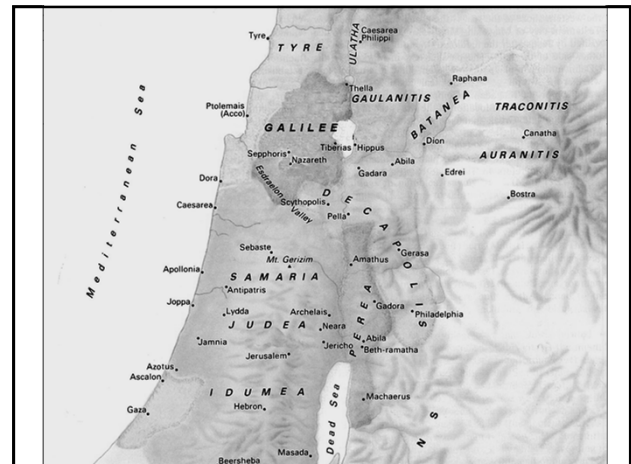 Tyre
TYRE
ULATHA
Caesarea
Philippi
Thella
GAULANITIS
Raphana
BATANEA
TRACONITIS
Ptolemais
(Acco)
GALILEE
Canatha
Tiberias
Hippus
Dion
AURANITIS
Sepphoris
Nazareth
Abila
Gadara
Edrei
Dora
Esdraelon
Valley
DECAPOLIS
Bostra
Caesarea
Scythopolis
Pella
Mediterranean Sea
Sebaste
Mt. Gerizim
Gerasa
Amathus
Apollonia
SAMARIA
Antipatris
Joppa
Lydda
Archelais
PEREA
Gadora
Philadelphia
JUDEA
Neara
Jamnia
Jericho
Abila
Beth-ramatha
Jerusalem
Azotus
Ascalon
IDUMEA
Hebron
Machaerus
Gaza
Dead Sea
N S
Masada
Beersheba